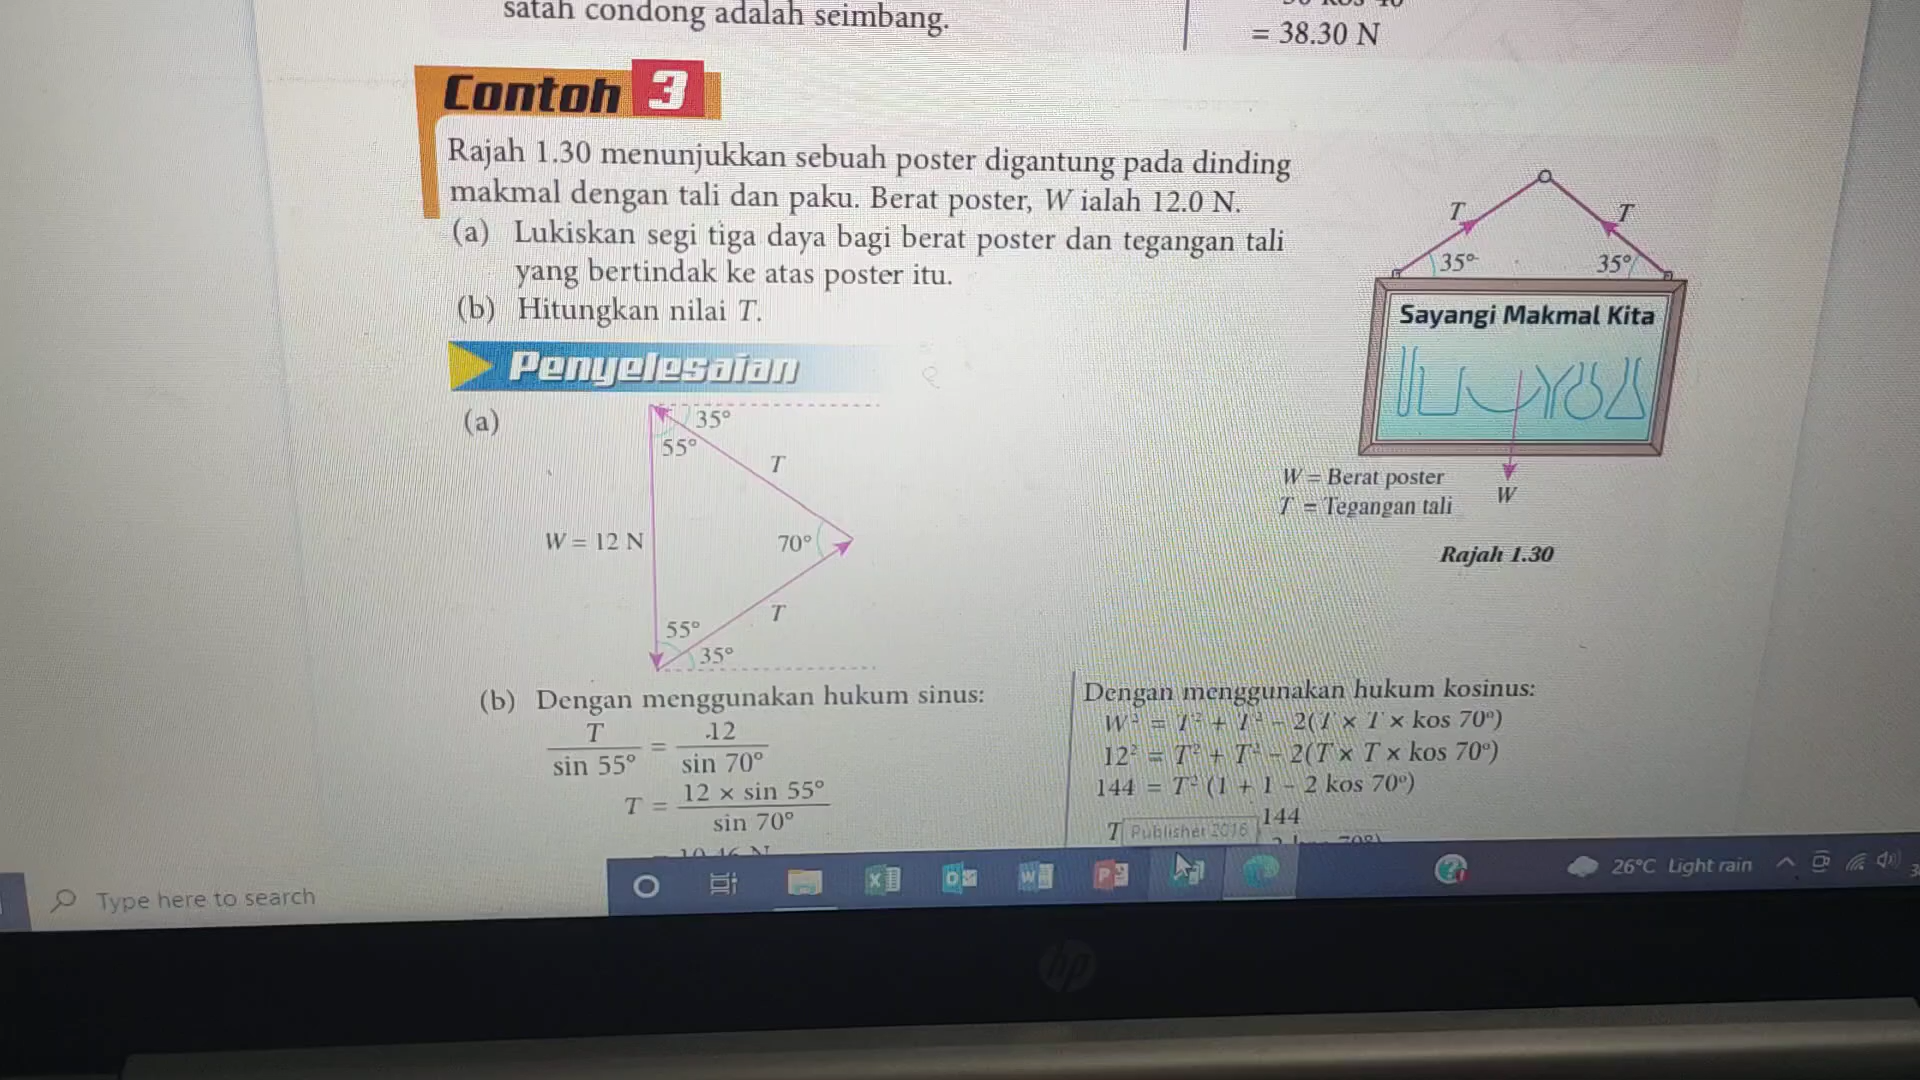 satah condong adalah seimbang.
= 38.30 N
Contoh 3
Rajah 1.30 menunjukkan sebuah poster digantung pada dinding
makmal dengan tali dan paku. Berat poster, W ialah 12.0 N.
(a) Lukiskan segi tiga daya bagi berat poster dan tegangan tali
yang bertindak ke atas poster itu.
(b) Hitungkan nilai T.
T
T
35°
35°
Sayangi Makmal Kita
W = Berat poster
T = Tegangan tali
W
Rajah 1.30
Penyelesaian
(a)
35°
55°
T
W = 12 N
70°
T
55°
35°
(b) Dengan menggunakan hukum sinus:
T
=
12
sin 55°
sin 70°
T =
12 × sin 55°
sin 70°
Dengan menggunakan hukum kosinus:
W² = T² + T² – 2(T × T × kos 70°)
12² = T² + T² – 2(T × T × kos 70°)
144 = T² (1 + 1 – 2 kos 70°)
T
144
Publisher 2016
Type here to search
26°C Light rain
hp